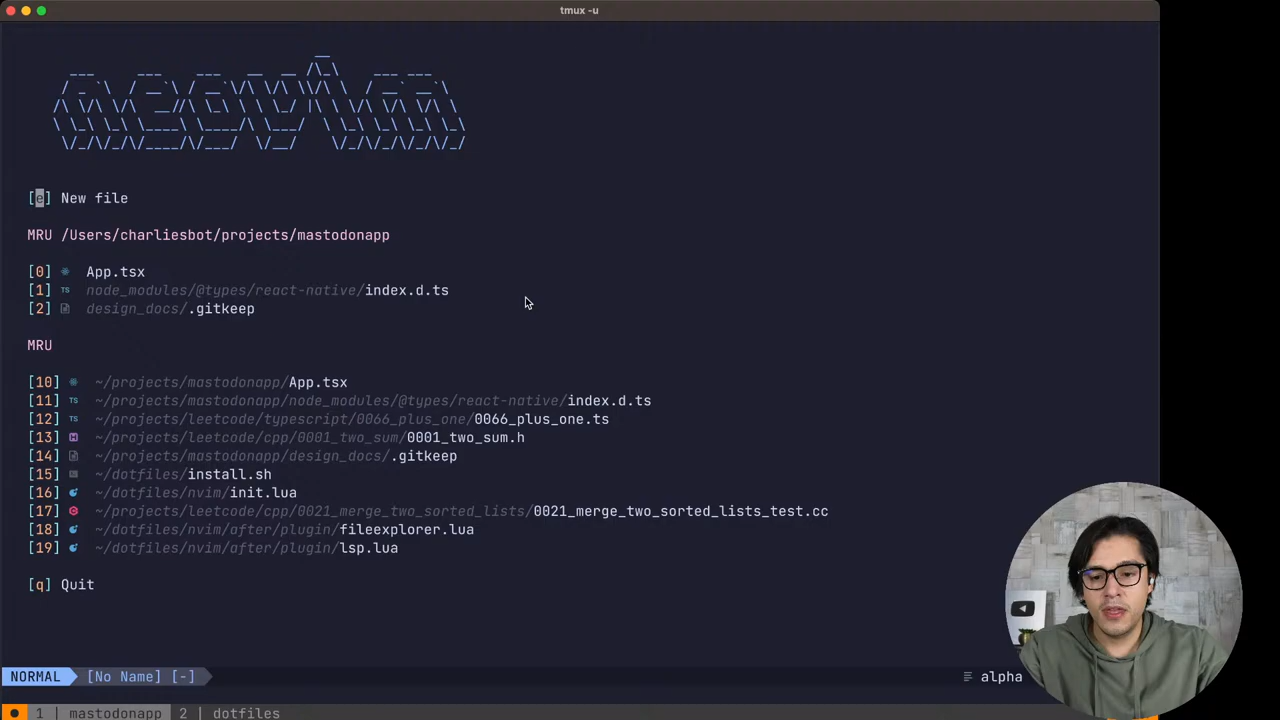 tmux -u
neovim
[e] New file
MRU /Users/charliesbot/projects/mastodonapp
[0] App.tsx
[1] TS node_modules/@types/react-native/index.d.ts
[2] design_docs/.gitkeep
MRU
[10] ~/projects/mastodonapp/App.tsx
[11] TS ~/projects/mastodonapp/node_modules/@types/react-native/index.d.ts
[12] TS ~/projects/leetcode/typescript/0066_plus_one/0066_plus_one.ts
[13] ~/projects/leetcode/cpp/0001_two_sum/0001_two_sum.h
[14] ~/projects/mastodonapp/design_docs/.gitkeep
[15] ~/dotfiles/install.sh
[16] ~/dotfiles/nvim/init.lua
[17] ~/projects/leetcode/cpp/0021_merge_two_sorted_lists/0021_merge_two_sorted_lists_test.cc
[18] ~/dotfiles/nvim/after/plugin/fileexplorer.lua
[19] ~/dotfiles/nvim/after/plugin/lsp.lua
[q] Quit
NORMAL [No Name] [-] alpha
1 | mastodonapp 2 | dotfiles